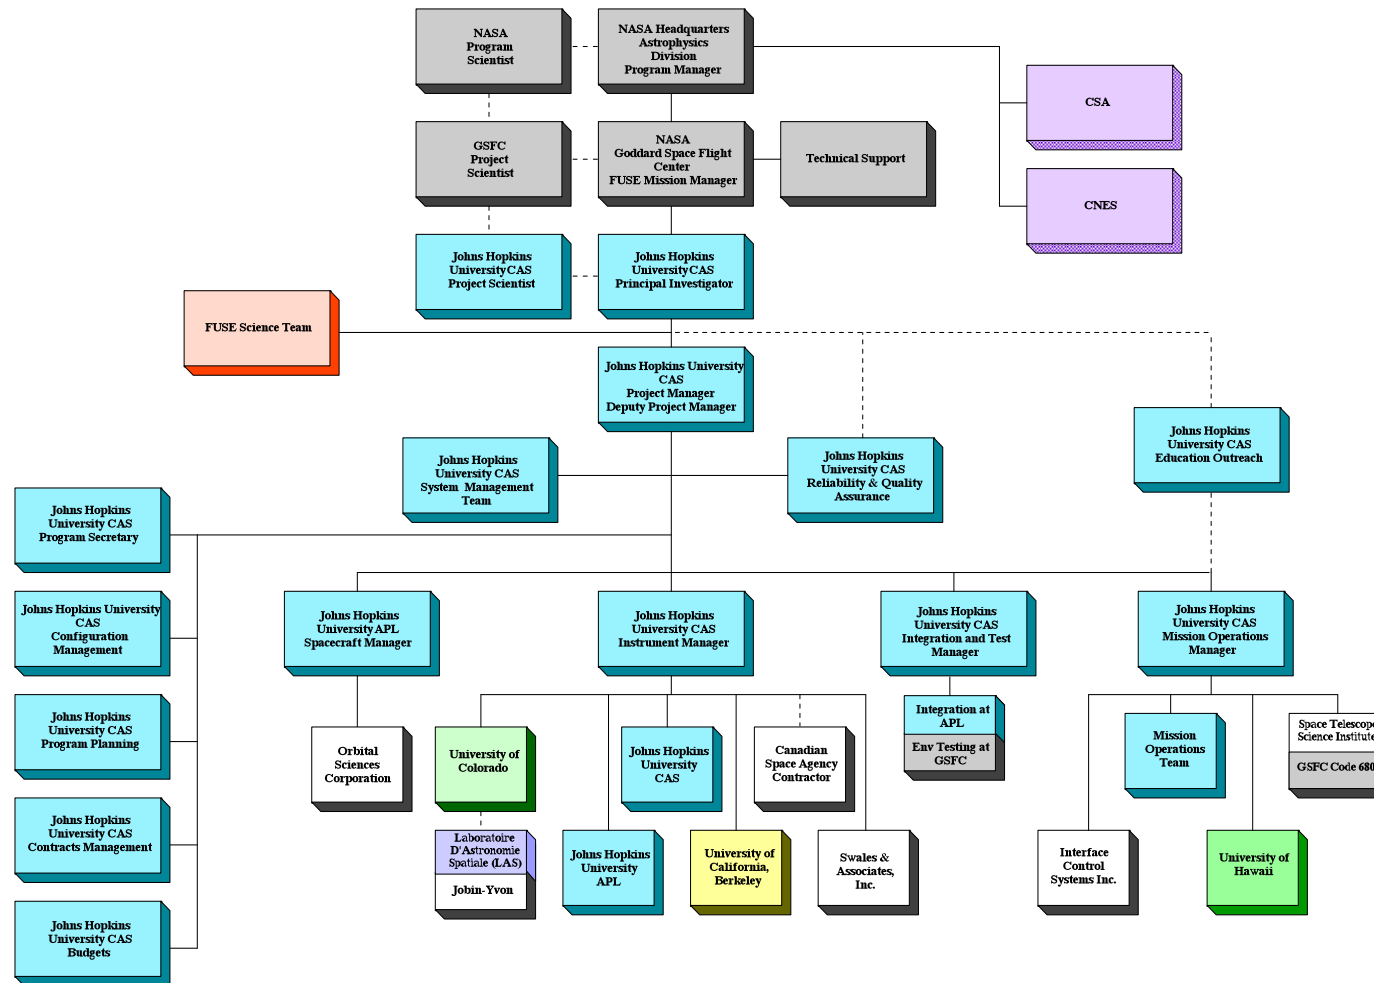 NASA
Program
Scientist
NASA Headquarters
Astrophysics
Division
Program Manager
CSA
GSFC
Project
Scientist
NASA
Goddard Space Flight
Center
FUSE Mission Manager
Technical Support
CNES
Johns Hopkins
University CAS
Project Scientist
Johns Hopkins
University CAS
Principal Investigator
FUSE Science Team
Johns Hopkins University
CAS
Project Manager
Deputy Project Manager
Johns Hopkins
University CAS
System Management
Team
Johns Hopkins
University CAS
Reliability & Quality
Assurance
Johns Hopkins
University CAS
Education Outreach
Johns Hopkins
University CAS
Program Secretary
Johns Hopkins University
CAS
Configuration
Management
Johns Hopkins
University CAS
Program Planning
Johns Hopkins
University CAS
Contracts Management
Johns Hopkins
University CAS
Budgets
Johns Hopkins
University APL
Spacecraft Manager
Johns Hopkins
University CAS
Instrument Manager
Johns Hopkins
University CAS
Integration and Test
Manager
Johns Hopkins
University CAS
Mission Operations
Manager
Orbital
Sciences
Corporation
University of
Colorado
Laboratoire
D'Astronomie
Spatiale (LAS)
Jobin-Yvon
Johns Hopkins
University
APL
Johns Hopkins
University
CAS
University of
California,
Berkeley
Canadian
Space Agency
Contractor
Swales &
Associates,
Inc.
Integration at
APL
Env Testing at
GSFC
Interface
Control
Systems Inc.
Mission
Operations
Team
University of
Hawaii
Space Telescope
Science Institute
GSFC Code 680